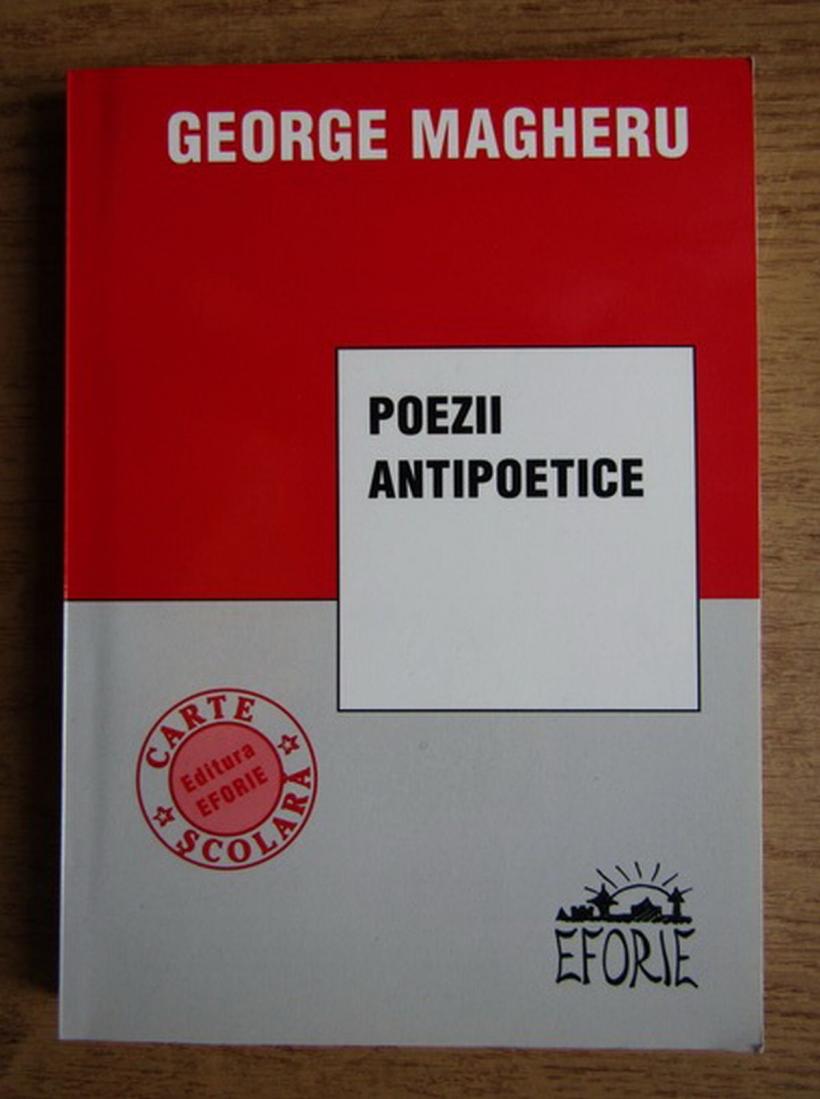 GEORGE MAGHERU
POEZII
ANTIPOETICE
CARTE
Editura
EFORIE
ȘCOLARĂ
EFORIE